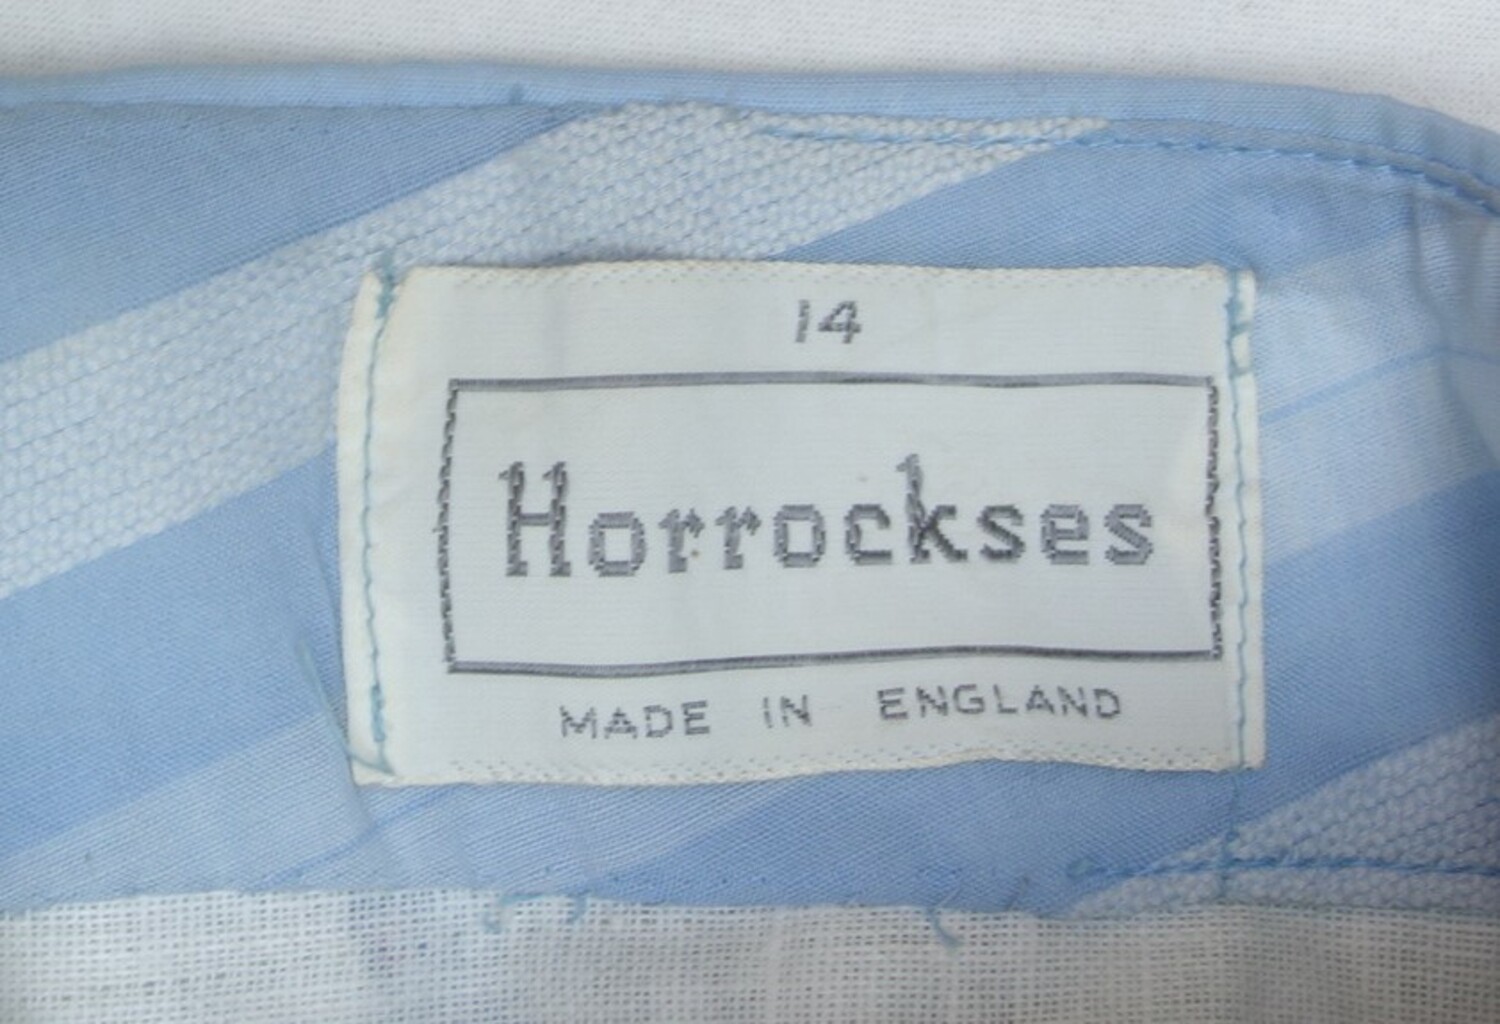 14
Horrockses
MADE IN ENGLAND